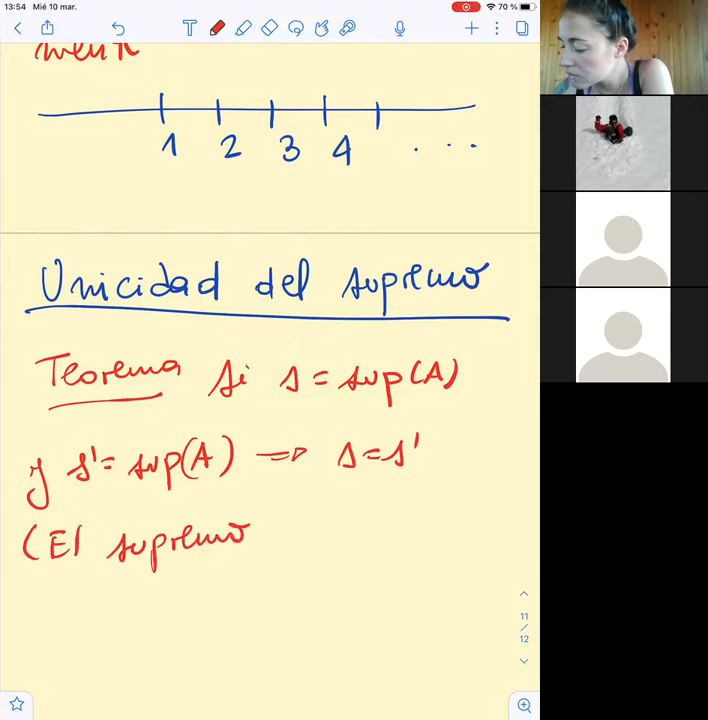 13:54 Mié 10 mar.
70 %
1 2 3 4 . . .
Unicidad del supremo
Teorema Si s = sup(A)
y s' = sup(A) ⇒ s = s'
(El supremo
11
/
12